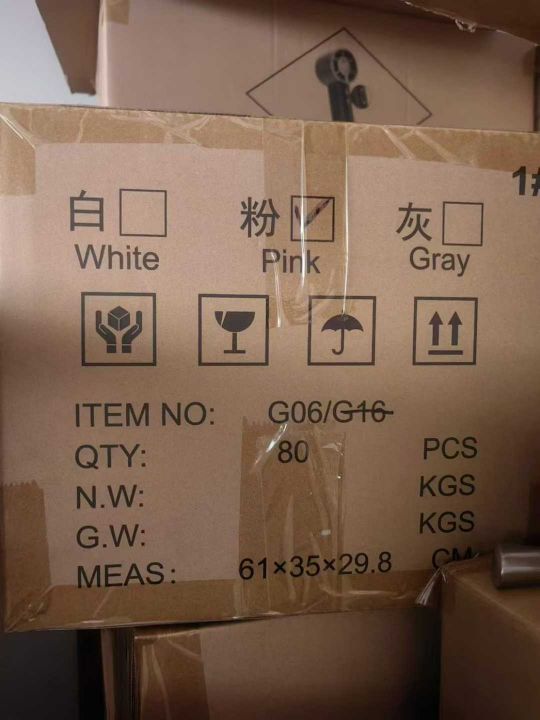 1#
白 粉 灰
White Pink Gray
ITEM NO: G06/G16
QTY: 80 PCS
N.W: KGS
G.W: KGS
MEAS: 61×35×29.8 CM